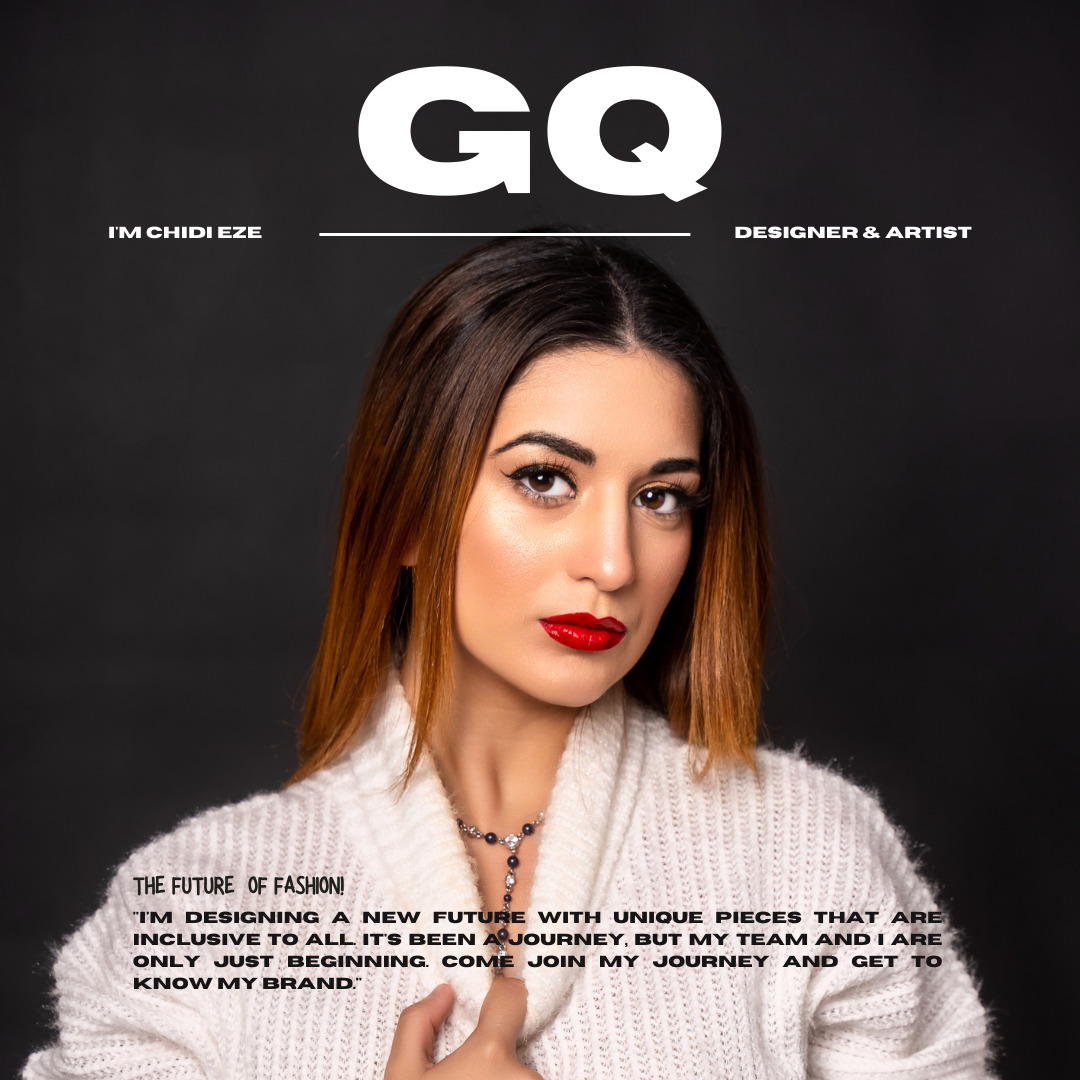 GQ
I'M CHIDI EZE
DESIGNER & ARTIST
THE FUTURE OF FASHION!
"I'M DESIGNING A NEW FUTURE WITH UNIQUE PIECES THAT ARE
INCLUSIVE TO ALL. IT'S BEEN A JOURNEY, BUT MY TEAM AND I ARE
ONLY JUST BEGINNING. COME JOIN MY JOURNEY AND GET TO
KNOW MY BRAND."